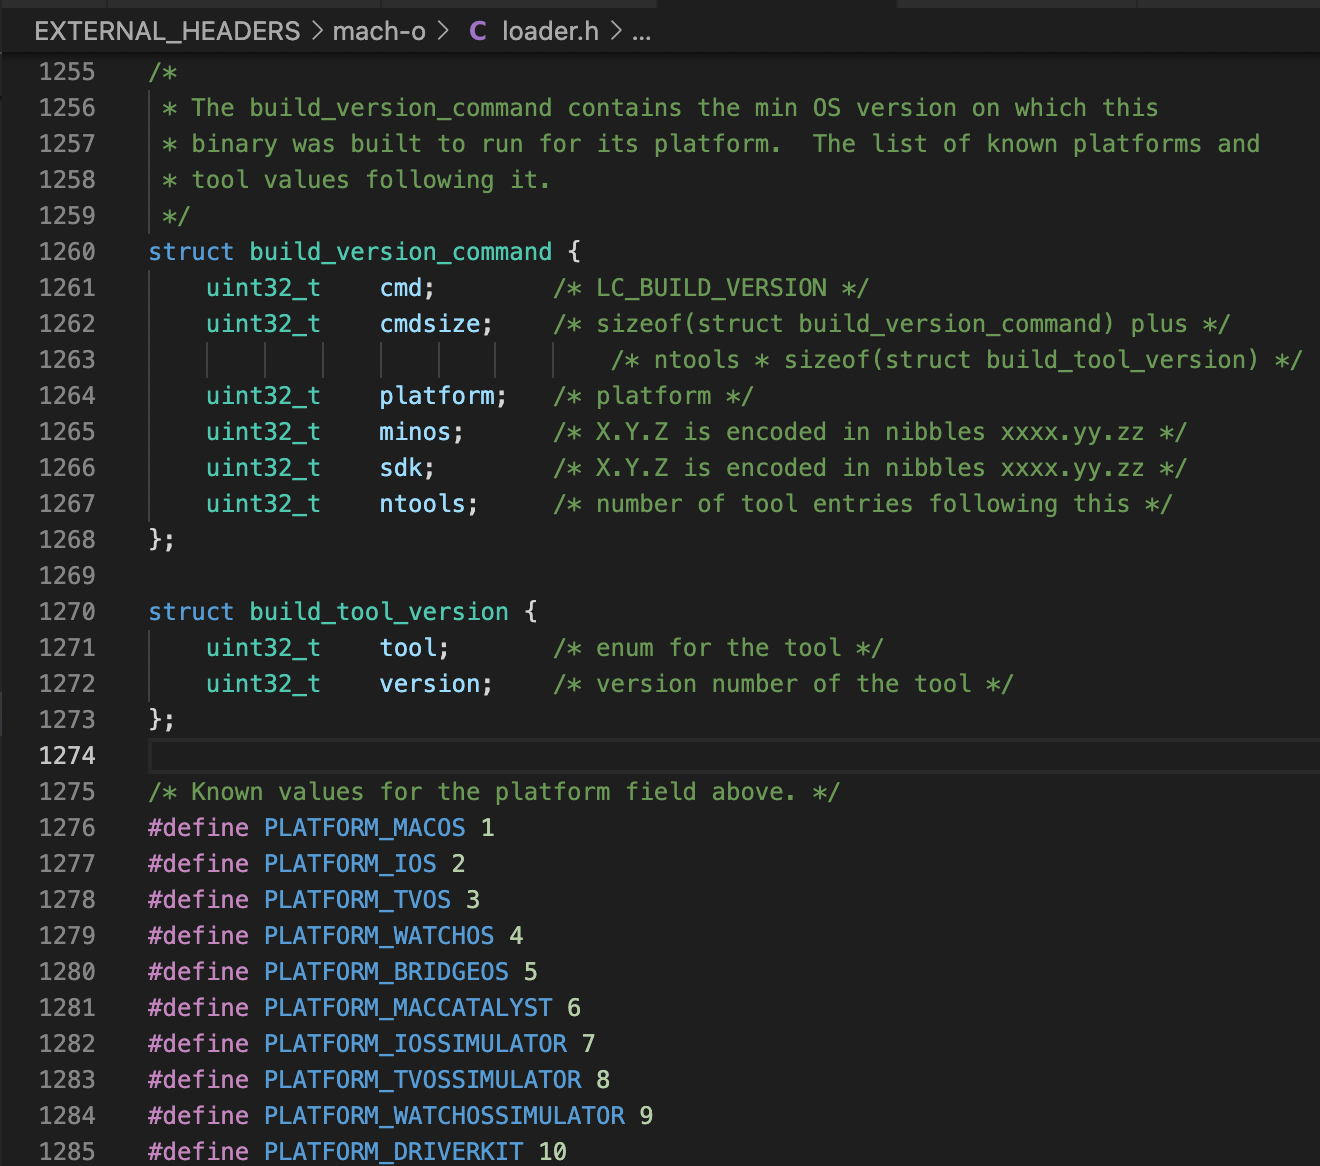 EXTERNAL_HEADERS > mach-o > C loader.h > ...
1255 /*
1256  * The build_version_command contains the min OS version on which this
1257  * binary was built to run for its platform.  The list of known platforms and
1258  * tool values following it.
1259  */
1260 struct build_version_command {
1261     uint32_t    cmd;        /* LC_BUILD_VERSION */
1262     uint32_t    cmdsize;    /* sizeof(struct build_version_command) plus */
1263                                 /* ntools * sizeof(struct build_tool_version) */
1264     uint32_t    platform;   /* platform */
1265     uint32_t    minos;      /* X.Y.Z is encoded in nibbles xxxx.yy.zz */
1266     uint32_t    sdk;        /* X.Y.Z is encoded in nibbles xxxx.yy.zz */
1267     uint32_t    ntools;     /* number of tool entries following this */
1268 };
1269
1270 struct build_tool_version {
1271     uint32_t    tool;       /* enum for the tool */
1272     uint32_t    version;    /* version number of the tool */
1273 };
1274
1275 /* Known values for the platform field above. */
1276 #define PLATFORM_MACOS 1
1277 #define PLATFORM_IOS 2
1278 #define PLATFORM_TVOS 3
1279 #define PLATFORM_WATCHOS 4
1280 #define PLATFORM_BRIDGEOS 5
1281 #define PLATFORM_MACCATALYST 6
1282 #define PLATFORM_IOSSIMULATOR 7
1283 #define PLATFORM_TVOSSIMULATOR 8
1284 #define PLATFORM_WATCHOSSIMULATOR 9
1285 #define PLATFORM_DRIVERKIT 10